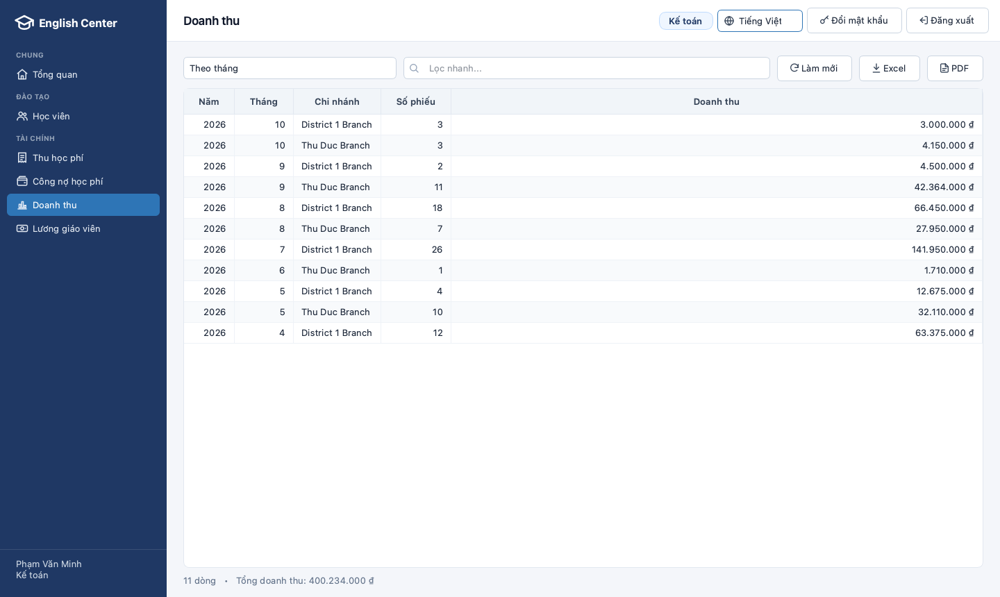 English Center
CHUNG
Tổng quan
ĐÀO TẠO
Học viên
TÀI CHÍNH
Thu học phí
Công nợ học phí
Doanh thu
Lương giáo viên
Phạm Văn Minh
Kế toán
Doanh thu
Kế toán
Tiếng Việt
Đổi mật khẩu
Đăng xuất
Theo tháng
Lọc nhanh...
Làm mới
Excel
PDF
Năm Tháng Chi nhánh Số phiếu Doanh thu
2026 10 District 1 Branch 3 3.000.000 ₫
2026 10 Thu Duc Branch 3 4.150.000 ₫
2026 9 District 1 Branch 2 4.500.000 ₫
2026 9 Thu Duc Branch 11 42.364.000 ₫
2026 8 District 1 Branch 18 66.450.000 ₫
2026 8 Thu Duc Branch 7 27.950.000 ₫
2026 7 District 1 Branch 26 141.950.000 ₫
2026 6 Thu Duc Branch 1 1.710.000 ₫
2026 5 District 1 Branch 4 12.675.000 ₫
2026 5 Thu Duc Branch 10 32.110.000 ₫
2026 4 District 1 Branch 12 63.375.000 ₫
11 dòng • Tổng doanh thu: 400.234.000 ₫